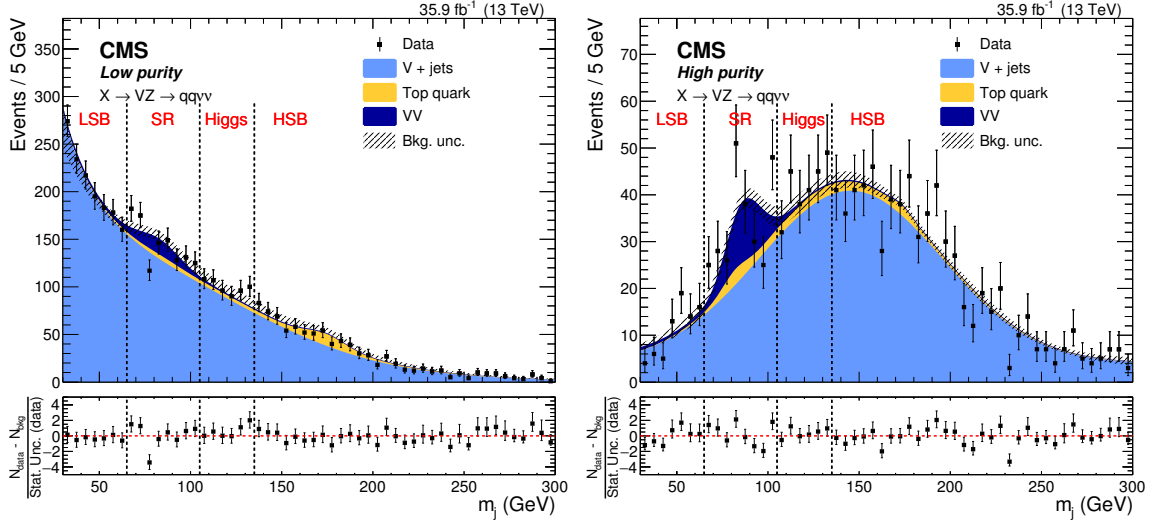 35.9 fb⁻¹ (13 TeV)
CMS
Low purity
X → VZ → qqνν
Data
V + jets
Top quark
VV
Bkg. unc.
LSB
SR
Higgs
HSB
Events / 5 GeV
350
300
250
200
150
100
50
0
N_data - N_bkg
Stat. Unc. (data)
4
2
0
−2
−4
50
100
150
200
250
300
m_j (GeV)
35.9 fb⁻¹ (13 TeV)
CMS
High purity
X → VZ → qqνν
Data
V + jets
Top quark
VV
Bkg. unc.
LSB
SR
Higgs
HSB
Events / 5 GeV
70
60
50
40
30
20
10
0
N_data - N_bkg
Stat. Unc. (data)
4
2
0
−2
−4
50
100
150
200
250
300
m_j (GeV)